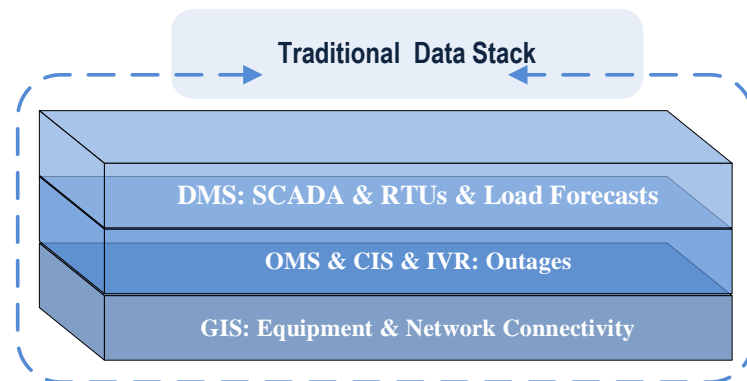 Traditional Data Stack
DMS: SCADA & RTUs & Load Forecasts
OMS & CIS & IVR: Outages
GIS: Equipment & Network Connectivity